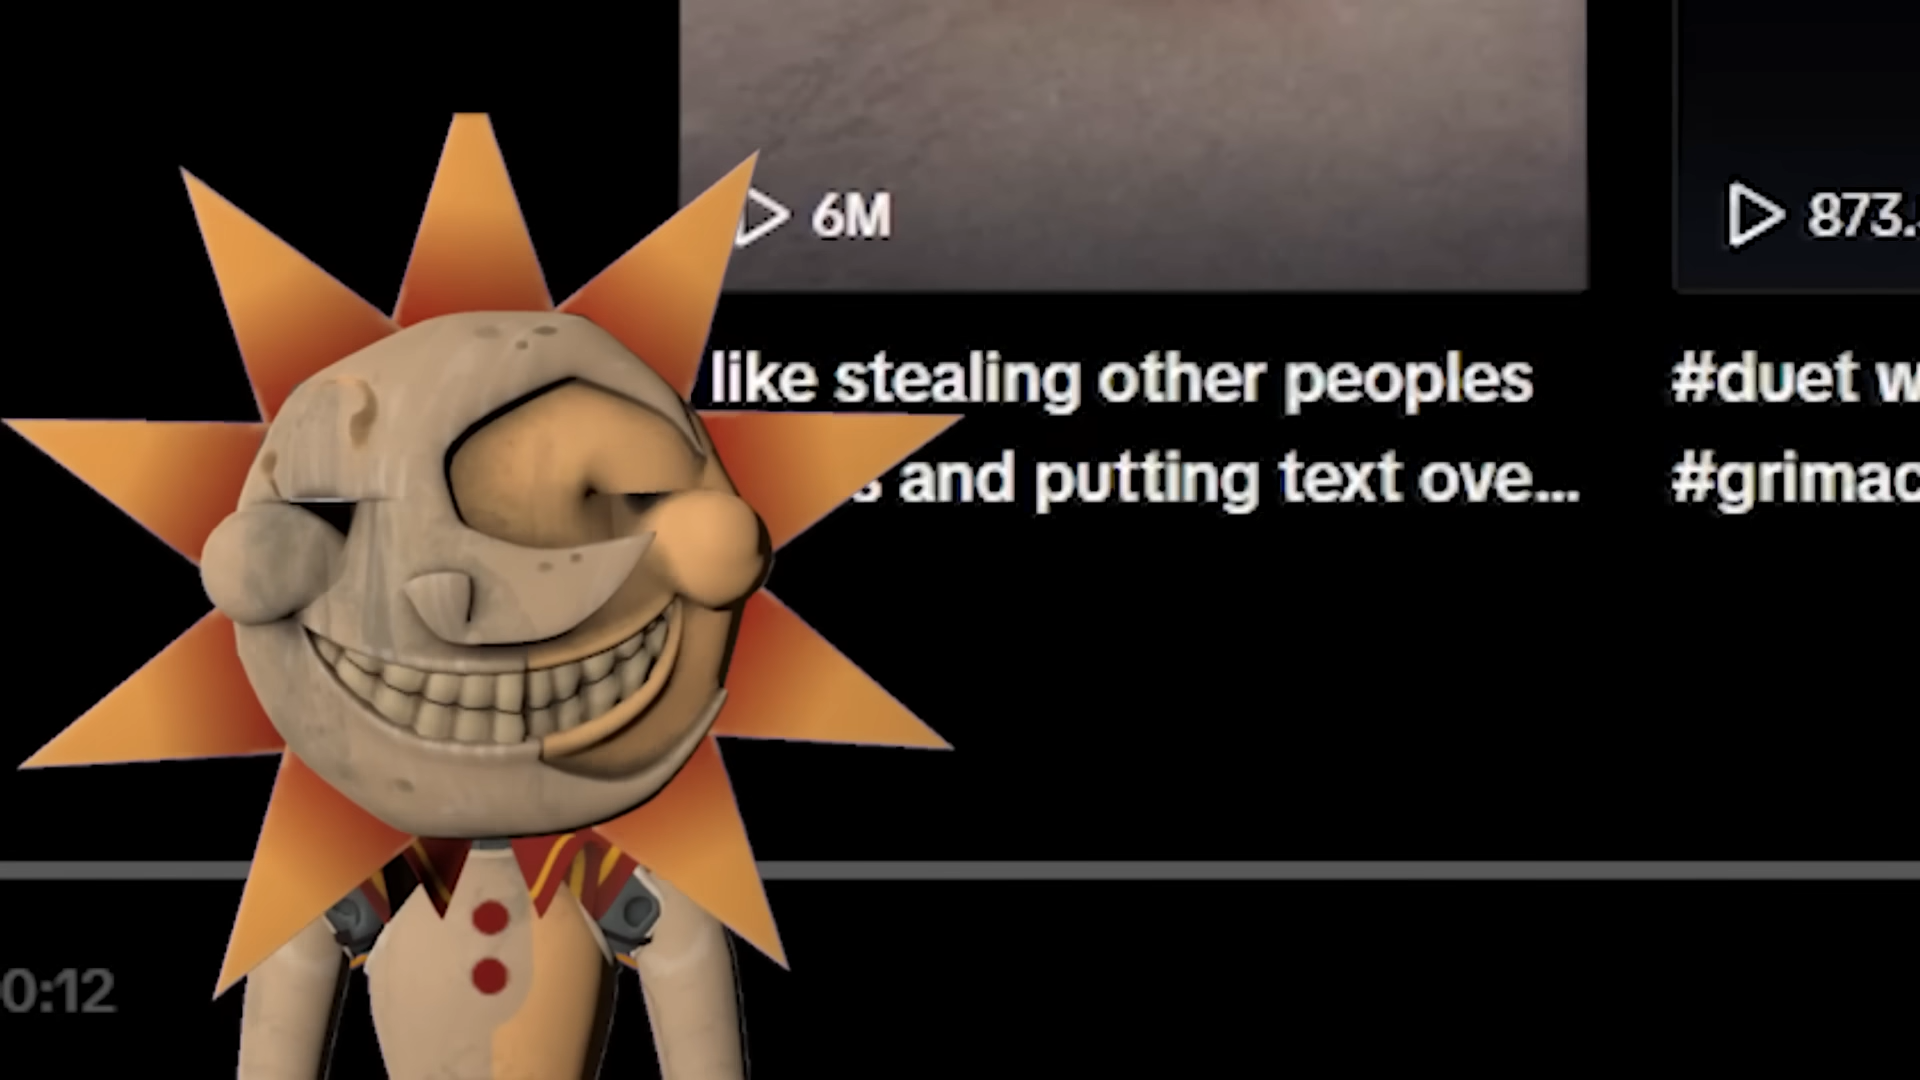 6M
873.
like stealing other peoples
and putting text ove...
#duet w
#grimac
0:12